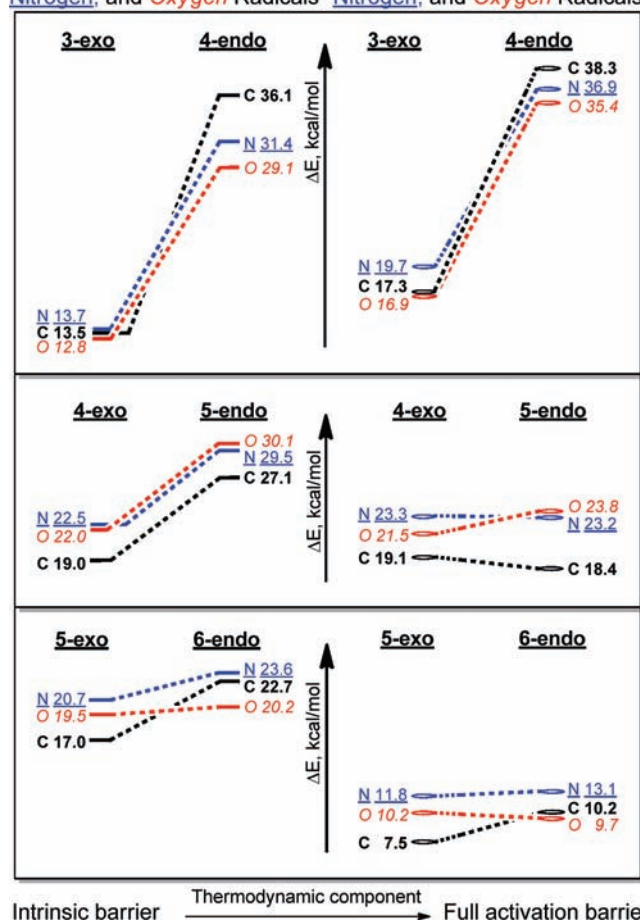 Nitrogen, and Oxygen Radicals Nitrogen, and Oxygen Radicals
3-exo 4-endo
C 36.1
N 31.4
O 29.1
N 13.7
C 13.5
O 12.8
ΔE, kcal/mol
3-exo 4-endo
C 38.3
N 36.9
O 35.4
N 19.7
C 17.3
O 16.9
4-exo 5-endo
O 30.1
N 29.5
C 27.1
N 22.5
O 22.0
C 19.0
ΔE, kcal/mol
4-exo 5-endo
N 23.3
O 21.5
C 19.1
O 23.8
N 23.2
C 18.4
5-exo 6-endo
N 23.6
C 22.7
O 20.2
N 20.7
O 19.5
C 17.0
ΔE, kcal/mol
5-exo 6-endo
N 11.8
O 10.2
C 7.5
N 13.1
C 10.2
O 9.7
Thermodynamic component
Intrinsic barrier Full activation barrier